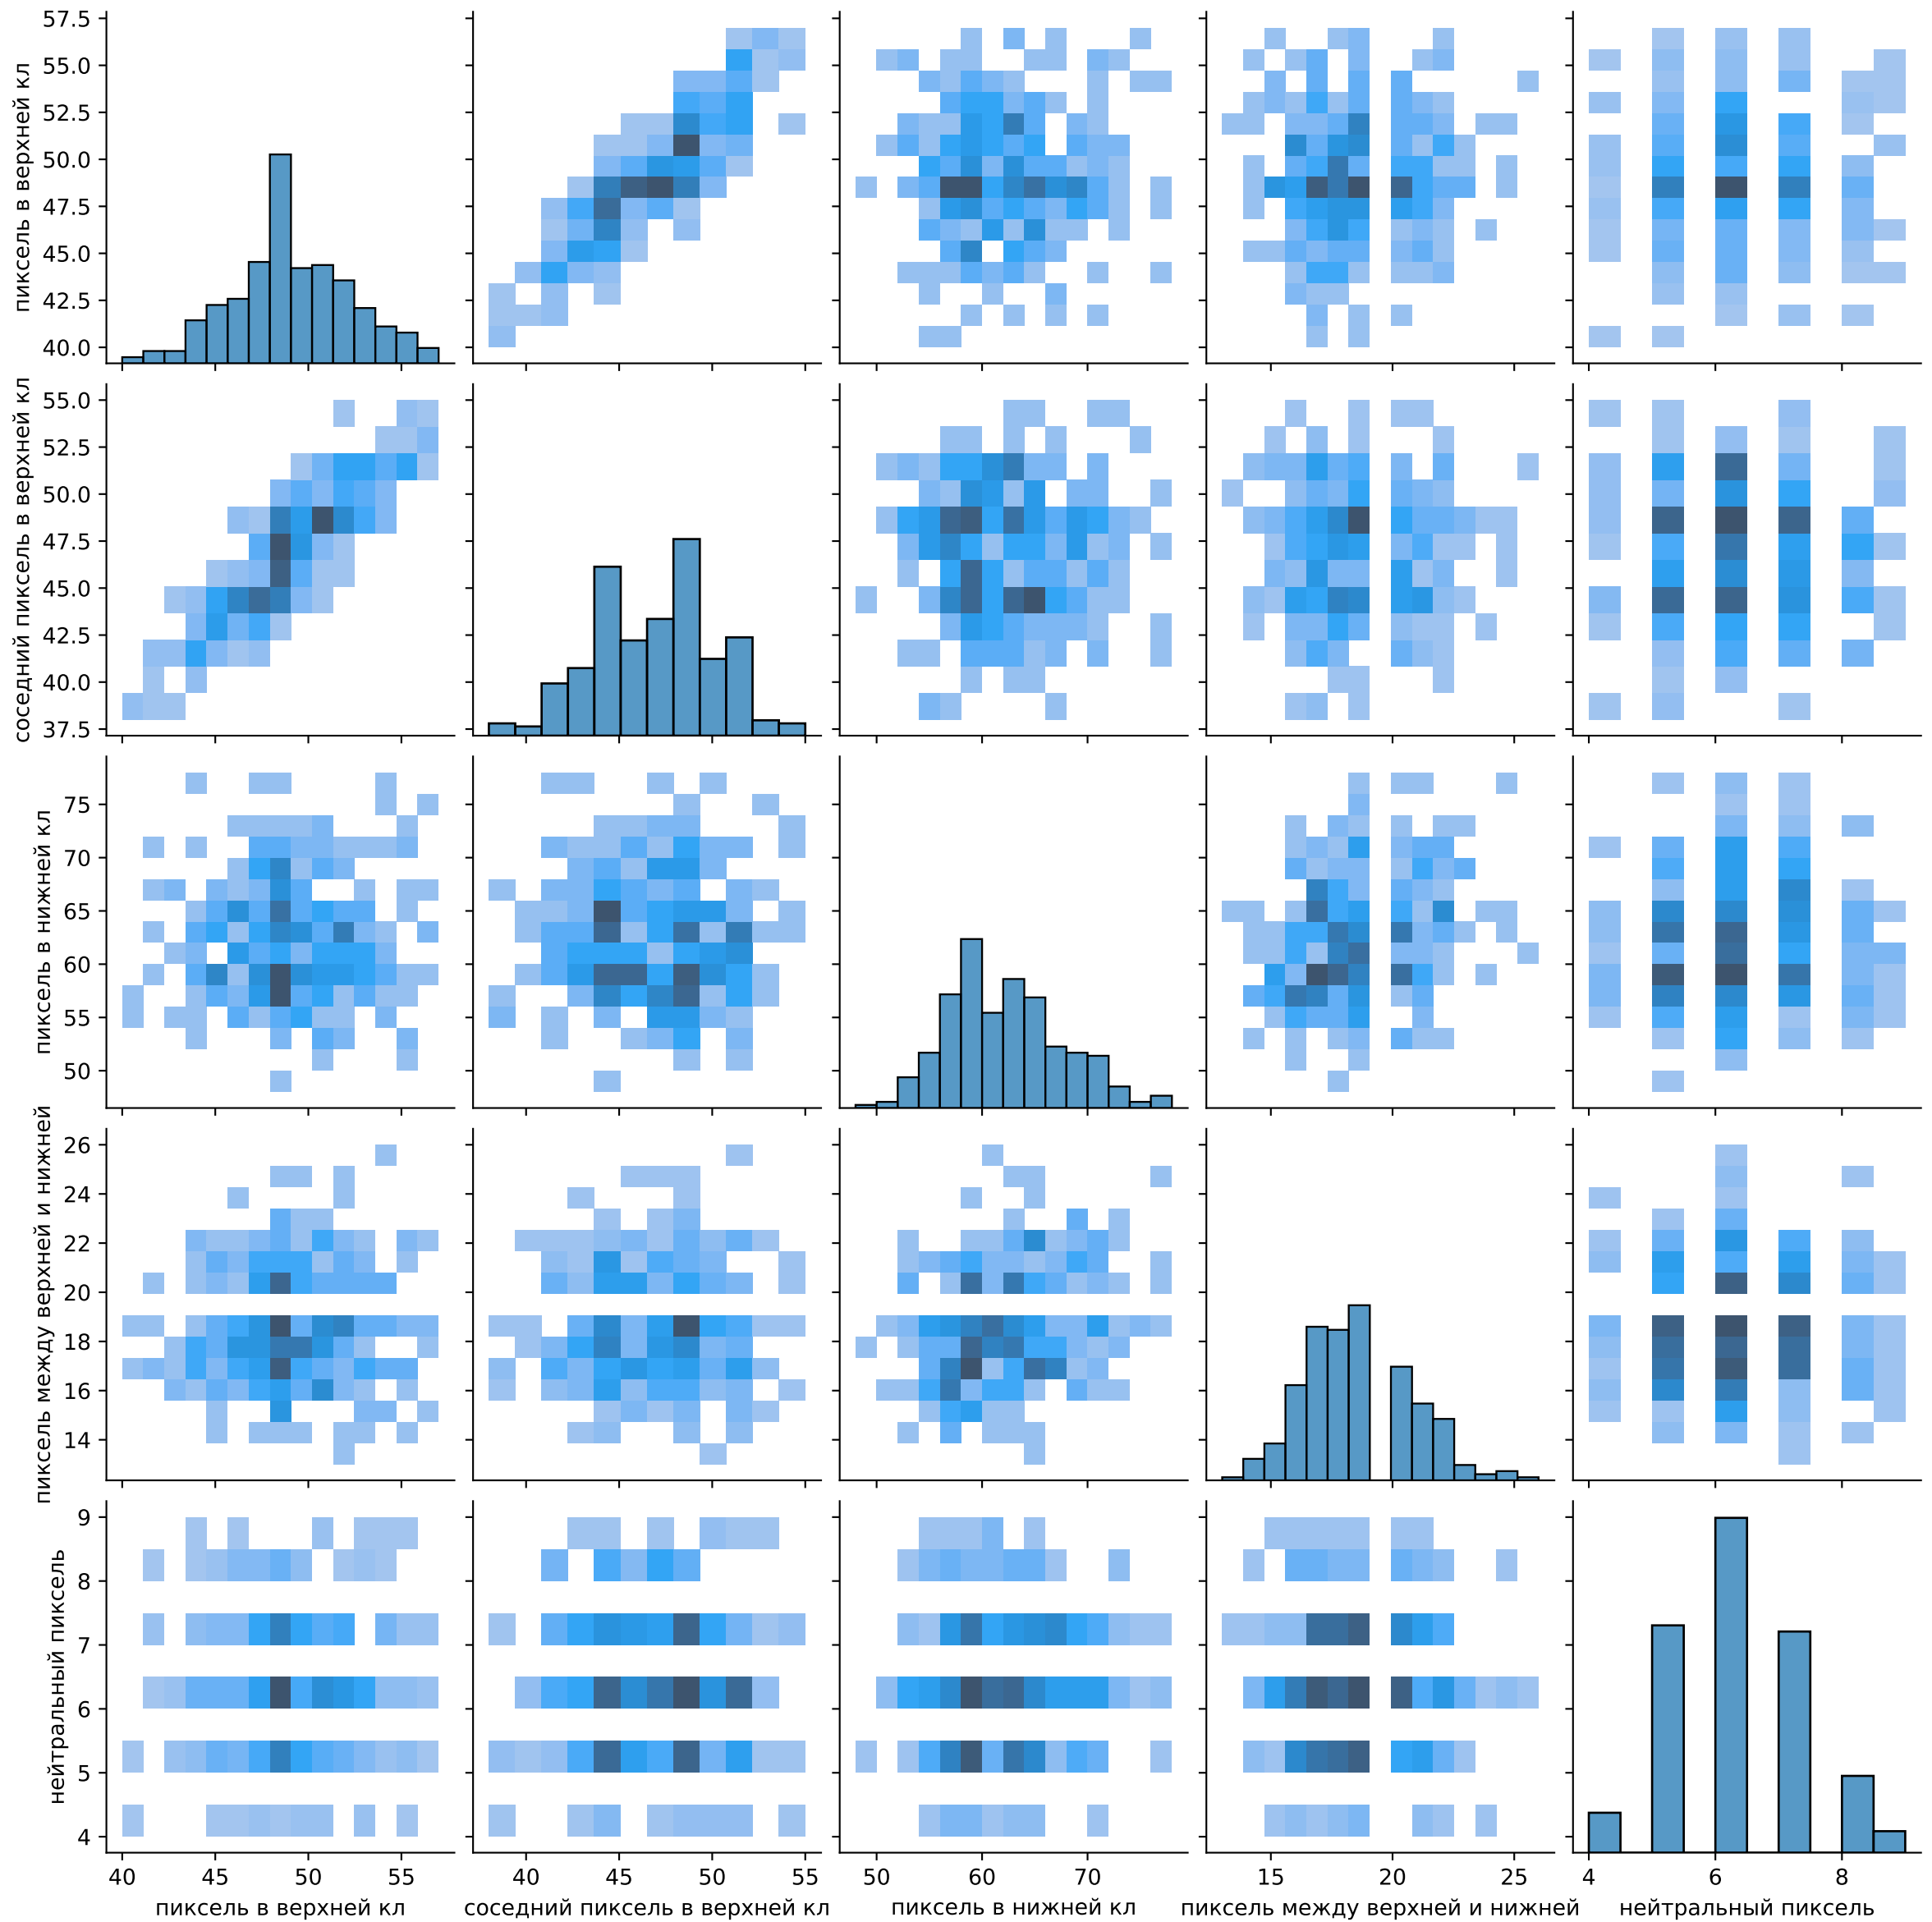 57.5
55.0
52.5
50.0
47.5
45.0
42.5
40.0
пиксель в верхней кл
55.0
52.5
50.0
47.5
45.0
42.5
40.0
37.5
соседний пиксель в верхней кл
75
70
65
60
55
50
пиксель в нижней кл
26
24
22
20
18
16
14
пиксель между верхней и нижней
9
8
7
6
5
4
нейтральный пиксель
40 45 50 55
40 45 50 55
50 60 70
15 20 25
4 6 8
пиксель в верхней кл
соседний пиксель в верхней кл
пиксель в нижней кл
пиксель между верхней и нижней
нейтральный пиксель